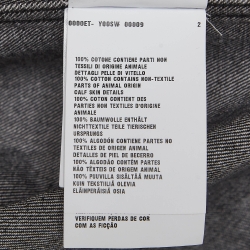 0000ET- Y00SW 00009 2
100% COTONE CONTIENE PARTI NON
TESSILI DI ORIGINE ANIMALE
DETTAGLI PELLE DI VITELLO
100% COTTON CONTAINS NON-TEXTILE
PARTS OF ANIMAL ORIGIN
CALF SKIN DETAILS
100% COTON CONTIENT DES
PARTIES NON TEXTILES D'ORIGINE
ANIMALE
100% BAUMWOLLE ENTHÄLT
NICHTTEXTILE TEILE TIERISCHEN
URSPRUNGS
100% ALGODÓN CONTIENE PARTES NO
TEXTILES DE ORIGEN ANIMAL
DETALLES DE PIEL DE BECERRO
100% ALGODÃO CONTÉM PARTES
NÃO TÊXTEIS DE ORIGEM ANIMAL
100% PUUVILLA SISÄLTÄÄ MUITA
KUIN TEKSTIILIÄ OLEVIA
ELÄINPERÄISIÄ OSIA
VERIFIQUEM PERDAS DE COR
COM AS FICÇÃO